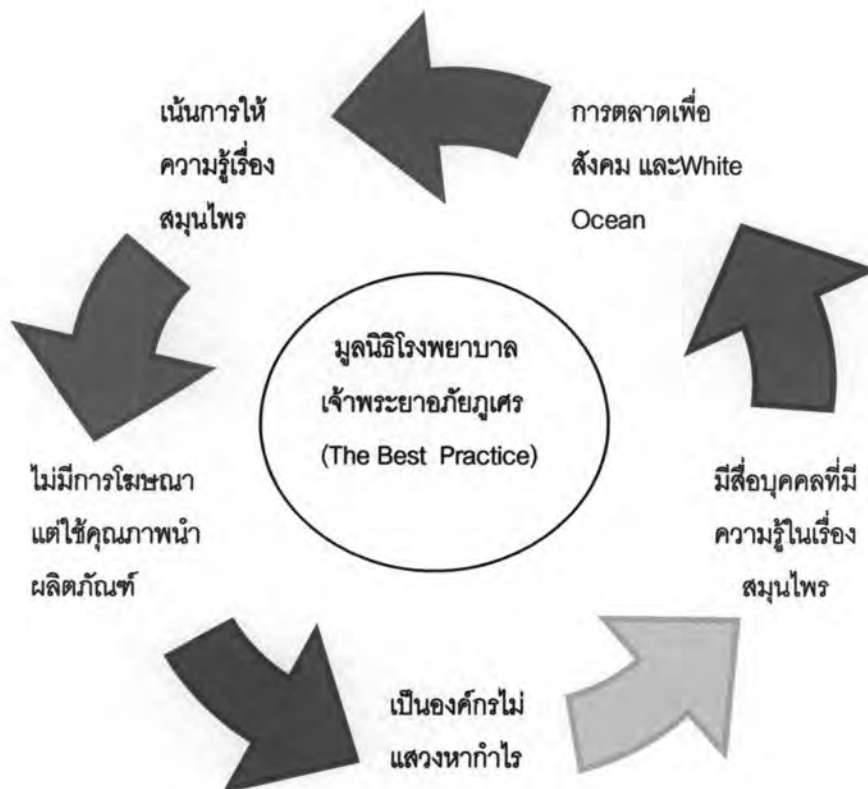 เน้นการให้
ความรู้เรื่อง
สมุนไพร
การตลาดเพื่อ
สังคม และWhite
Ocean
มูลนิธิโรงพยาบาล
เจ้าพระยาอภัยภูเศร
(The Best Practice)
ไม่มีการโฆษณา
แต่ใช้คุณภาพนำ
ผลิตภัณฑ์
มีสื่อบุคคลที่มี
ความรู้ในเรื่อง
สมุนไพร
เป็นองค์กรไม่
แสวงหากำไร